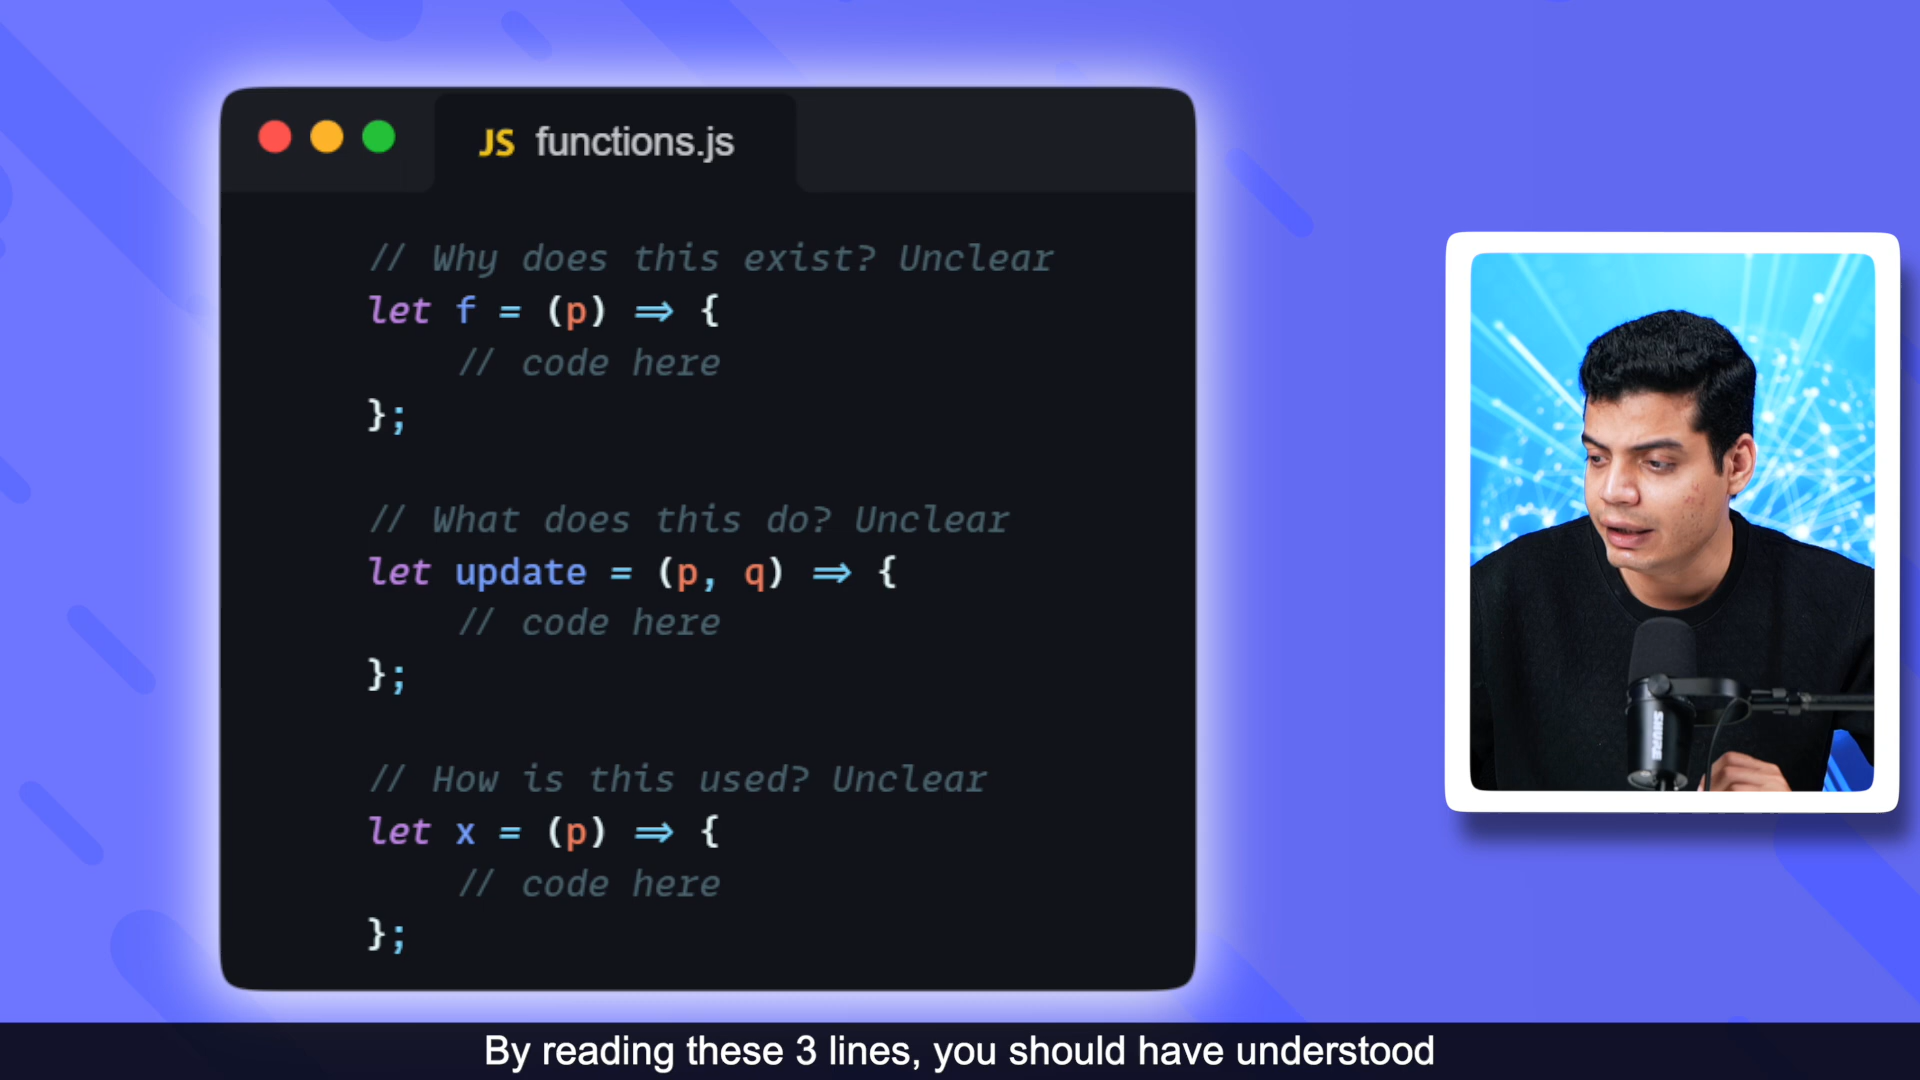 JS functions.js
// Why does this exist? Unclear
let f = (p) => {
// code here
};
// What does this do? Unclear
let update = (p, q) => {
// code here
};
// How is this used? Unclear
let x = (p) => {
// code here
};
SHURE
By reading these 3 lines, you should have understood